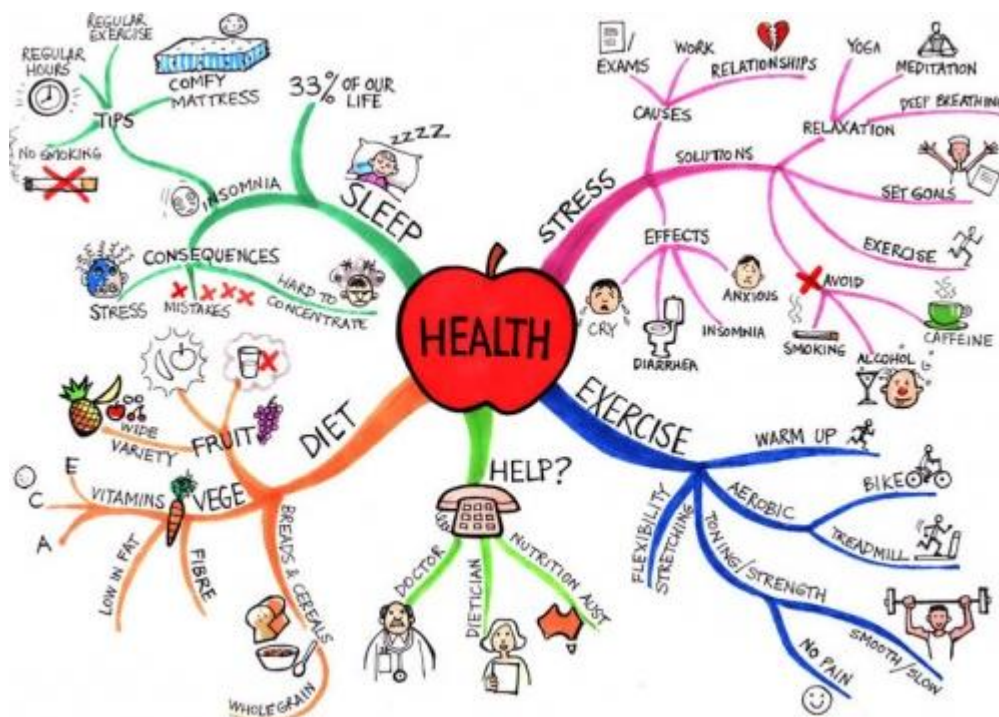 HEALTH
SLEEP
33% OF OUR
LIFE
ZZZZ
INSOMNIA
TIPS
REGULAR
EXERCISE
REGULAR
HOURS
COMFY
MATTRESS
NO SMOKING
CONSEQUENCES
STRESS
MISTAKES
HARD TO
CONCENTRATE
STRESS
CAUSES
EXAMS
WORK
RELATIONSHIPS
SOLUTIONS
RELAXATION
YOGA
MEDITATION
DEEP BREATHING
SET GOALS
EXERCISE
AVOID
SMOKING
ALCOHOL
CAFFEINE
EFFECTS
CRY
DIARRHEA
INSOMNIA
ANXIOUS
EXERCISE
WARM UP
AEROBIC
BIKE
TREADMILL
TONING/STRENGTH
SMOOTH/SLOW
NO PAIN
FLEXIBILITY
STRETCHING
HELP?
DOCTOR
DIETICIAN
NUTRITION AUST
DIET
FRUIT
WIDE
VARIETY
VEGE
VITAMINS
E
C
A
LOW IN FAT
FIBRE
BREADS & CEREALS
WHOLEGRAIN